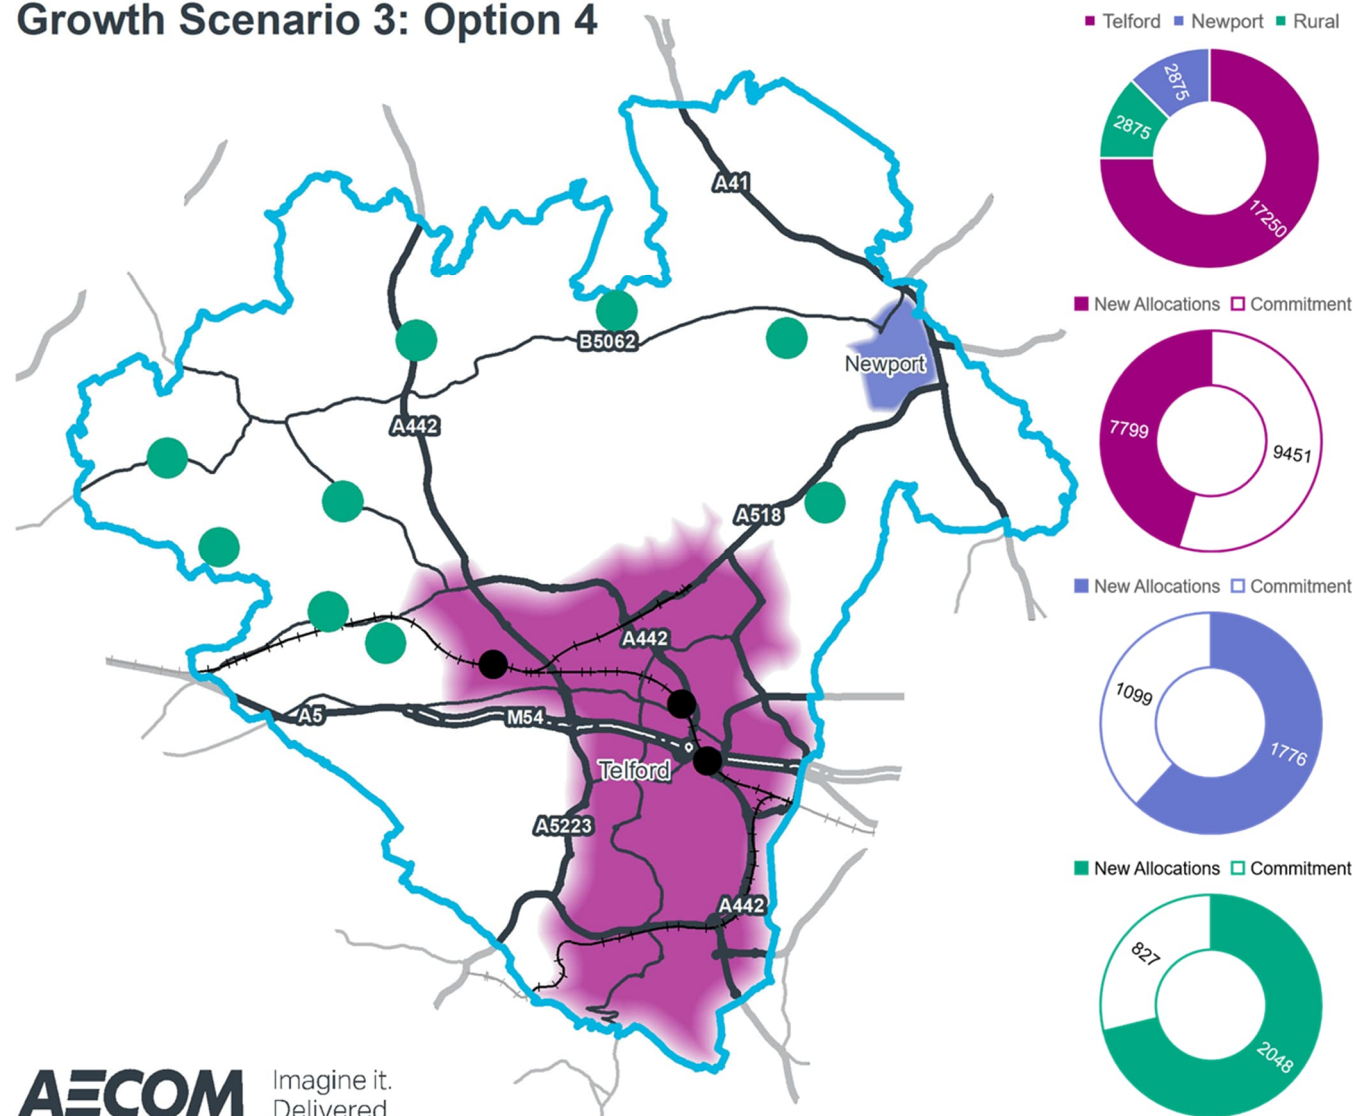 Growth Scenario 3: Option 4
Telford Newport Rural
2875
2875
17250
A41
New Allocations Commitment
B5062
Newport
7799
9451
A442
A518
New Allocations Commitment
A442
1099
A5
M54
1776
Telford
A5223
New Allocations Commitment
A442
827
2048
AECOM
Imagine it.
Delivered